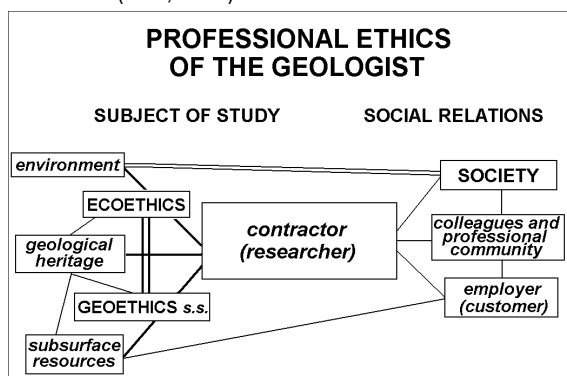 PROFESSIONAL ETHICS
OF THE GEOLOGIST
SUBJECT OF STUDY
SOCIAL RELATIONS
environment
SOCIETY
ECOETHICS
contractor
(researcher)
colleagues and
professional
community
geological
heritage
GEOETHICS s.s.
employer
(customer)
subsurface
resources